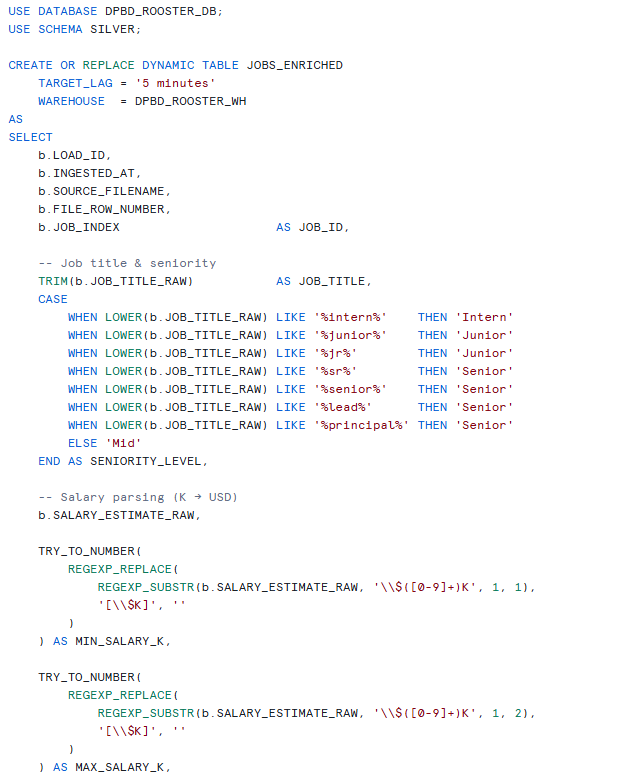 USE DATABASE DPBD_ROOSTER_DB;
USE SCHEMA SILVER;

CREATE OR REPLACE DYNAMIC TABLE JOBS_ENRICHED
    TARGET_LAG = '5 minutes'
    WAREHOUSE  = DPBD_ROOSTER_WH
AS
SELECT
    b.LOAD_ID,
    b.INGESTED_AT,
    b.SOURCE_FILENAME,
    b.FILE_ROW_NUMBER,
    b.JOB_INDEX                     AS JOB_ID,

    -- Job title & seniority
    TRIM(b.JOB_TITLE_RAW)           AS JOB_TITLE,
    CASE
        WHEN LOWER(b.JOB_TITLE_RAW) LIKE '%intern%'    THEN 'Intern'
        WHEN LOWER(b.JOB_TITLE_RAW) LIKE '%junior%'    THEN 'Junior'
        WHEN LOWER(b.JOB_TITLE_RAW) LIKE '%jr%'        THEN 'Junior'
        WHEN LOWER(b.JOB_TITLE_RAW) LIKE '%sr%'        THEN 'Senior'
        WHEN LOWER(b.JOB_TITLE_RAW) LIKE '%senior%'    THEN 'Senior'
        WHEN LOWER(b.JOB_TITLE_RAW) LIKE '%lead%'      THEN 'Senior'
        WHEN LOWER(b.JOB_TITLE_RAW) LIKE '%principal%' THEN 'Senior'
        ELSE 'Mid'
    END AS SENIORITY_LEVEL,

    -- Salary parsing (K → USD)
    b.SALARY_ESTIMATE_RAW,

    TRY_TO_NUMBER(
        REGEXP_REPLACE(
            REGEXP_SUBSTR(b.SALARY_ESTIMATE_RAW, '\\$([0-9]+)K', 1, 1),
            '[\\$K]', ''
        )
    ) AS MIN_SALARY_K,

    TRY_TO_NUMBER(
        REGEXP_REPLACE(
            REGEXP_SUBSTR(b.SALARY_ESTIMATE_RAW, '\\$([0-9]+)K', 1, 2),
            '[\\$K]', ''
        )
    ) AS MAX_SALARY_K,